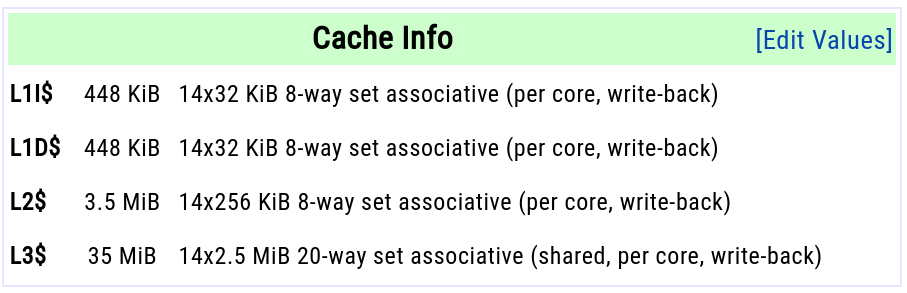 Cache Info [Edit Values]
L1I$ 448 KiB 14x32 KiB 8-way set associative (per core, write-back)
L1D$ 448 KiB 14x32 KiB 8-way set associative (per core, write-back)
L2$ 3.5 MiB 14x256 KiB 8-way set associative (per core, write-back)
L3$ 35 MiB 14x2.5 MiB 20-way set associative (shared, per core, write-back)